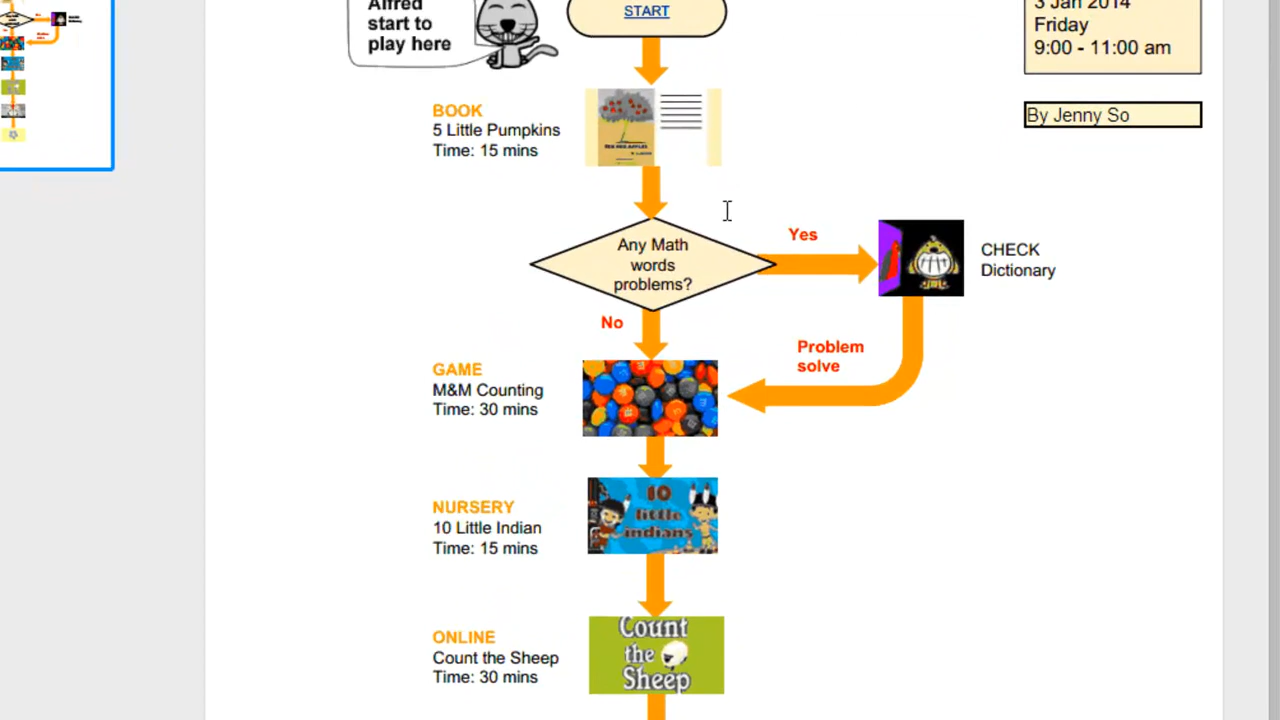 Alfred
start to
play here
START
3 Jan 2014
Friday
9:00 - 11:00 am
By Jenny So
BOOK
5 Little Pumpkins
Time: 15 mins
Any Math
words
problems?
Yes
CHECK
Dictionary
No
Problem
solve
GAME
M&M Counting
Time: 30 mins
NURSERY
10 Little Indian
Time: 15 mins
10
little
indians
ONLINE
Count the Sheep
Time: 30 mins
Count
the
Sheep